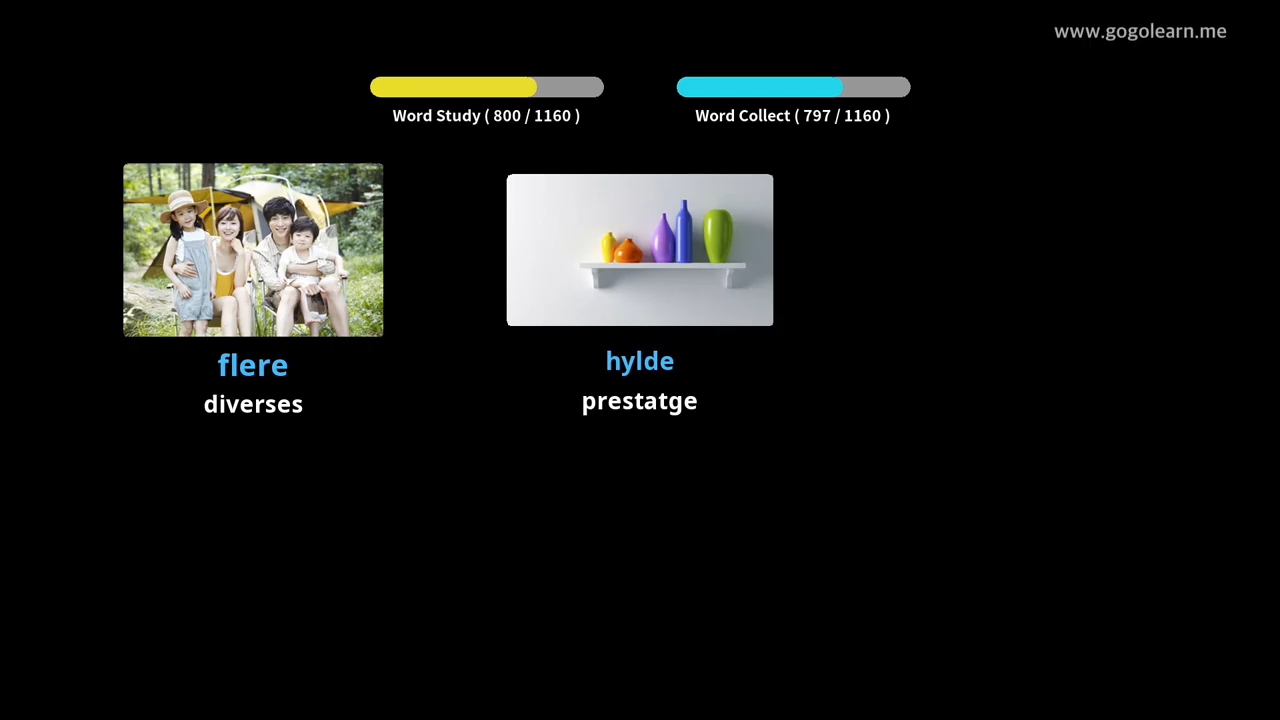 www.gogolearn.me
Word Study ( 800 / 1160 )
Word Collect ( 797 / 1160 )
flere
diverses
hylde
prestatge